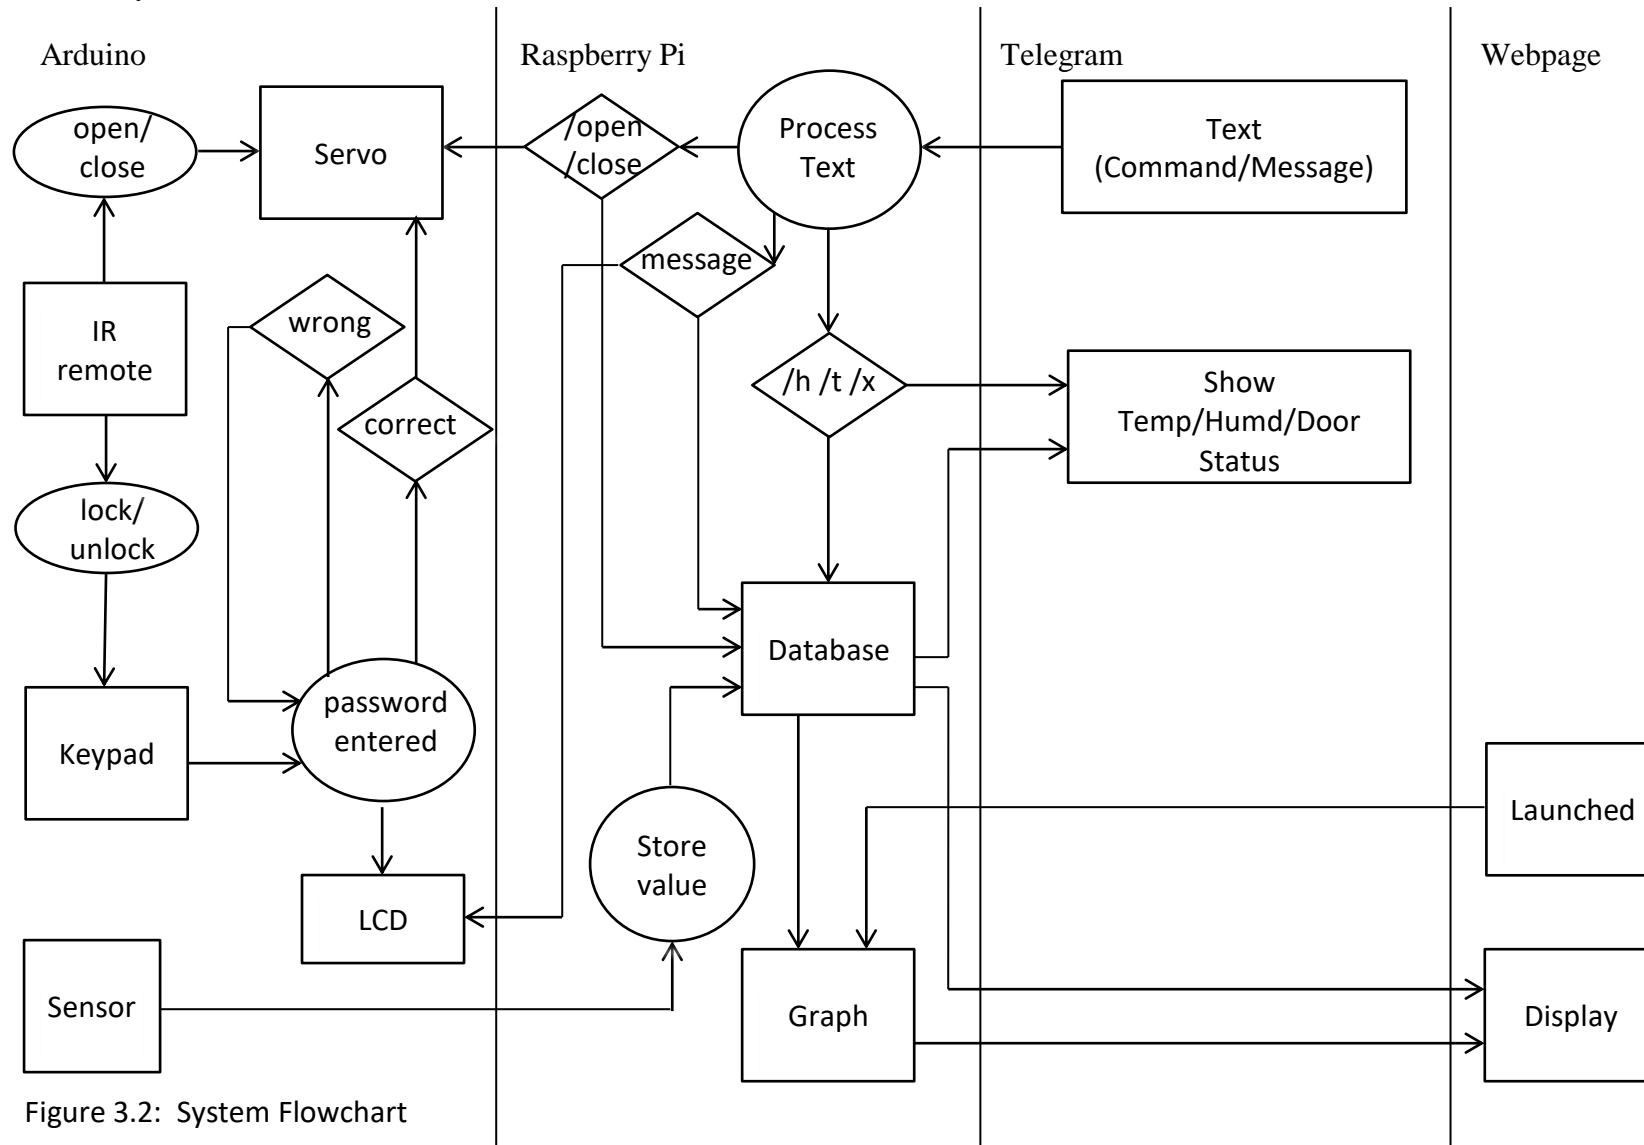 Arduino
Raspberry Pi
Telegram
Webpage
open/
close
Servo
/open
/close
Process
Text
Text
(Command/Message)
message
IR
remote
wrong
correct
/h /t /x
Show
Temp/Humd/Door
Status
lock/
unlock
Database
Keypad
password
entered
Launched
Store
value
LCD
Sensor
Graph
Display
Figure 3.2: System Flowchart